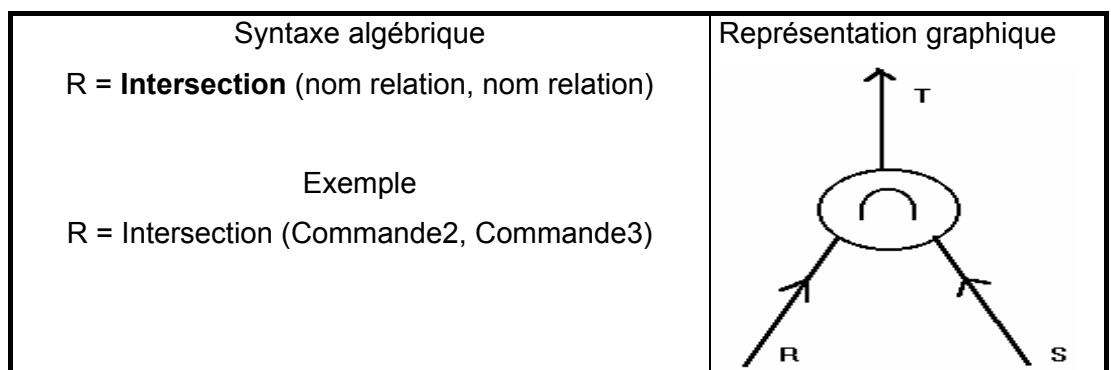 Syntaxe algébrique
R = Intersection (nom relation, nom relation)
Exemple
R = Intersection (Commande2, Commande3)
Représentation graphique
T
R
S